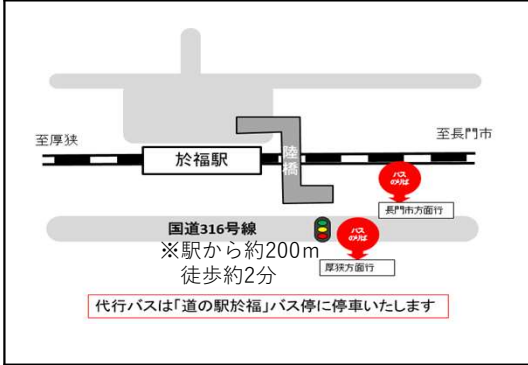 至厚狭
至長門市
於福駅
陸橋
バス
のりば
長門市方面行
国道316号線
バス
のりば
※駅から約200m
徒歩約2分
厚狭方面行
代行バスは｢道の駅於福｣バス停に停車いたします